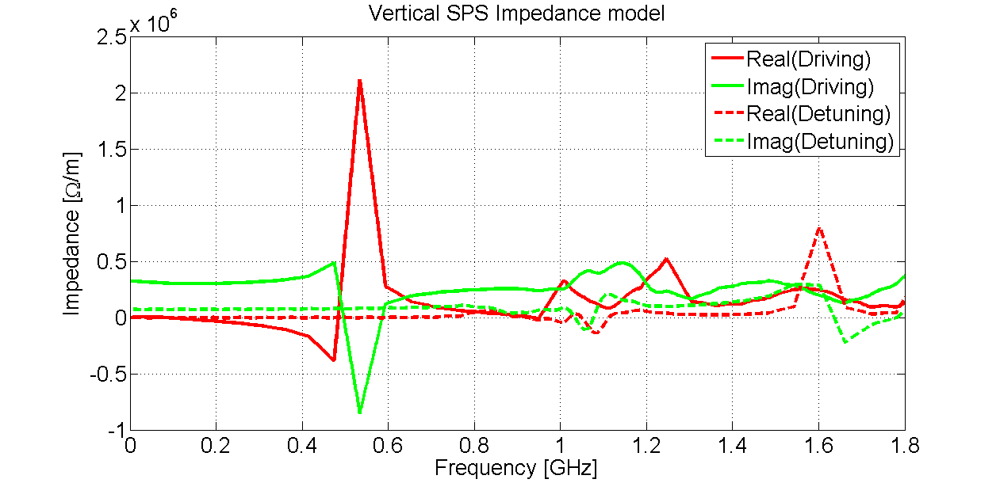 Vertical SPS Impedance model
x 10⁶
2.5
2
1.5
1
0.5
0
-0.5
-1
Impedance [Ω/m]
Real(Driving)
Imag(Driving)
Real(Detuning)
Imag(Detuning)
0 0.2 0.4 0.6 0.8 1 1.2 1.4 1.6 1.8
Frequency [GHz]